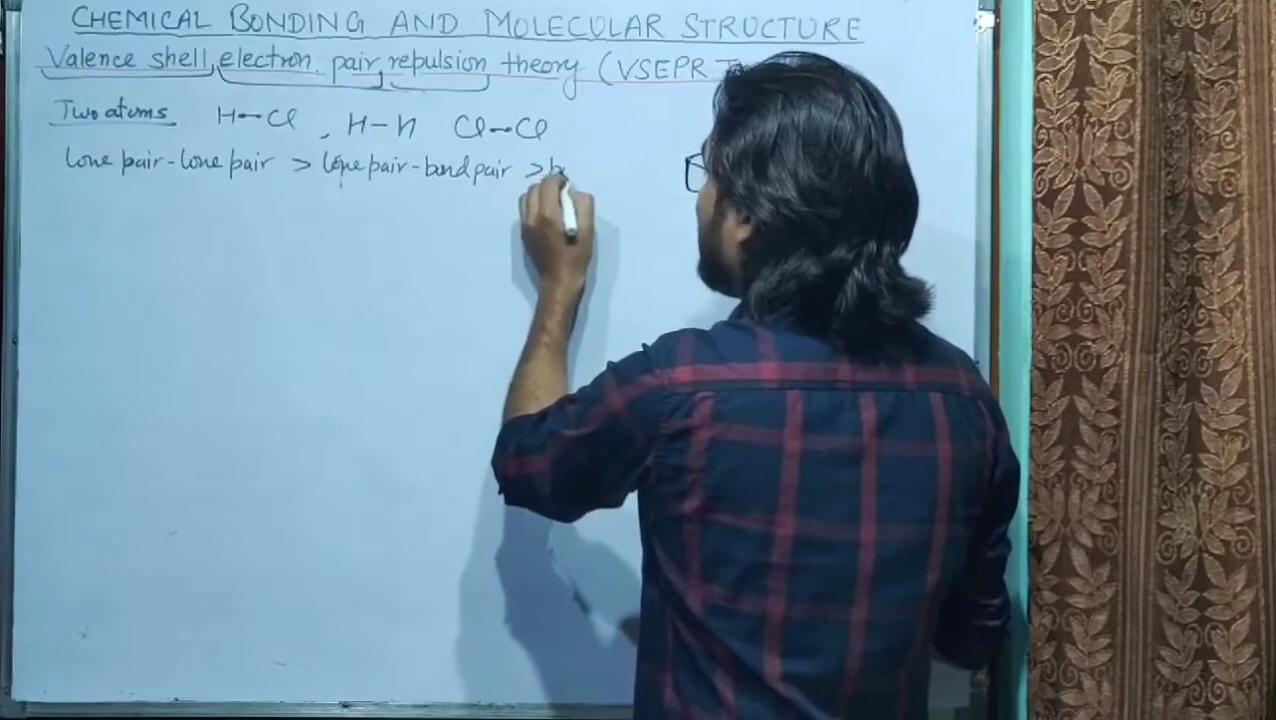 CHEMICAL BONDING AND MOLECULAR STRUCTURE
Valence shell electron pair repulsion theory (VSEPR
Two atoms H-Cl , H-H Cl-Cl
Lone pair-Lone pair > Lone pair-bond pair > b